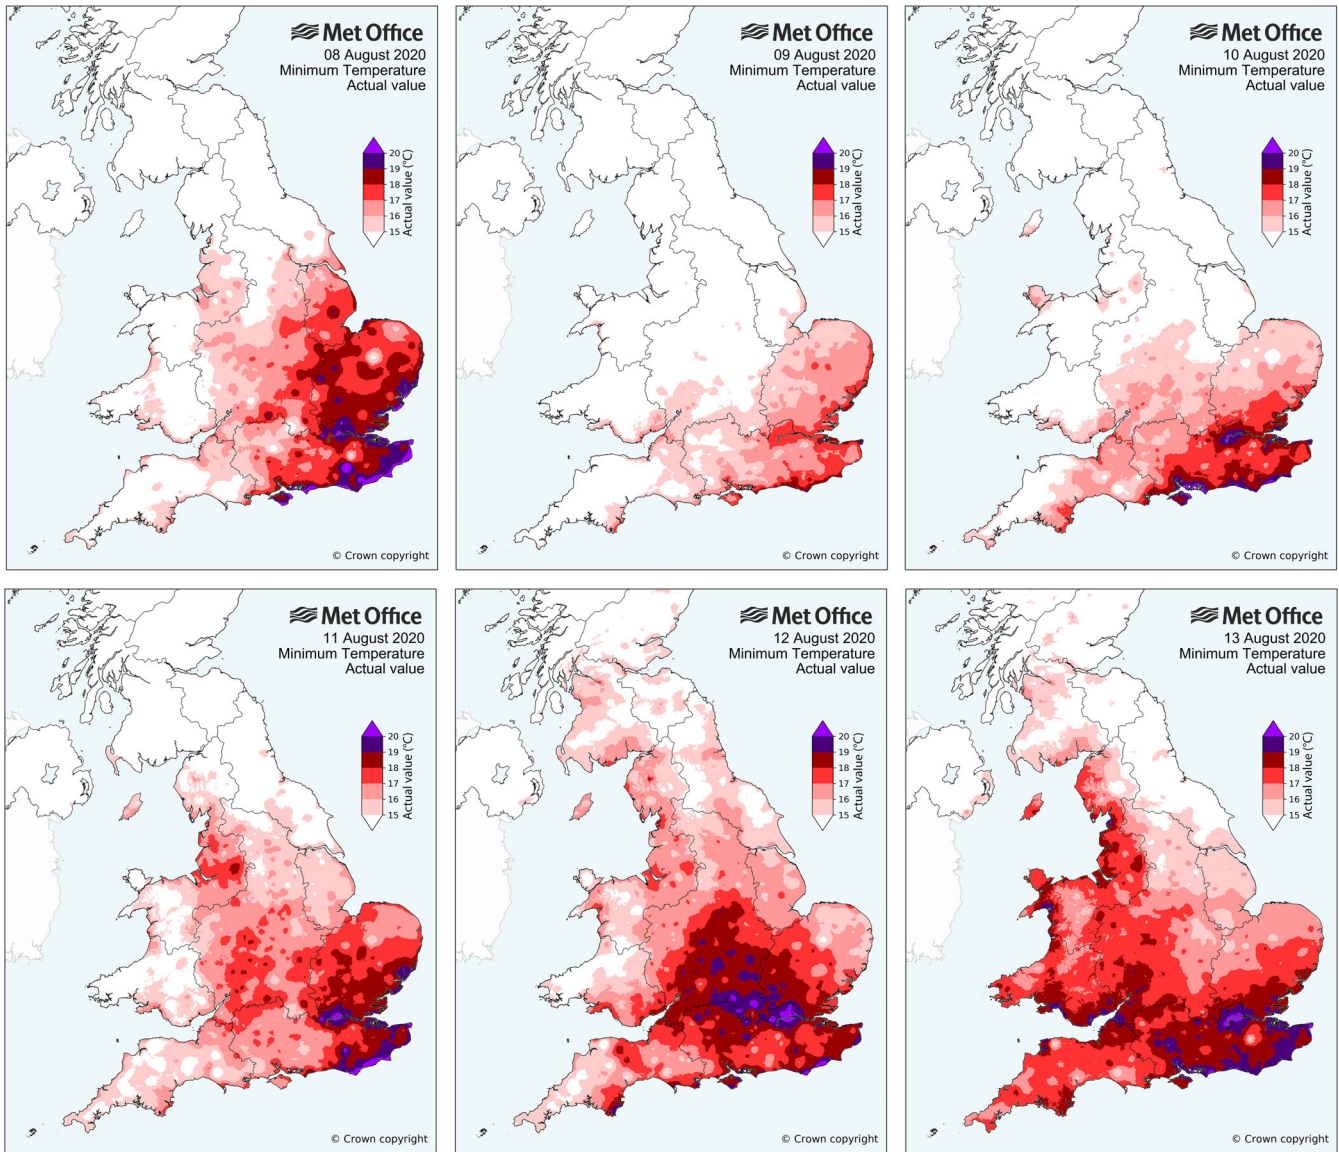 Met Office
08 August 2020
Minimum Temperature
Actual value
20
19
18
17
16
15
Actual value (°C)
© Crown copyright
Met Office
09 August 2020
Minimum Temperature
Actual value
20
19
18
17
16
15
Actual value (°C)
© Crown copyright
Met Office
10 August 2020
Minimum Temperature
Actual value
20
19
18
17
16
15
Actual value (°C)
© Crown copyright
Met Office
11 August 2020
Minimum Temperature
Actual value
20
19
18
17
16
15
Actual value (°C)
© Crown copyright
Met Office
12 August 2020
Minimum Temperature
Actual value
20
19
18
17
16
15
Actual value (°C)
© Crown copyright
Met Office
13 August 2020
Minimum Temperature
Actual value
20
19
18
17
16
15
Actual value (°C)
© Crown copyright